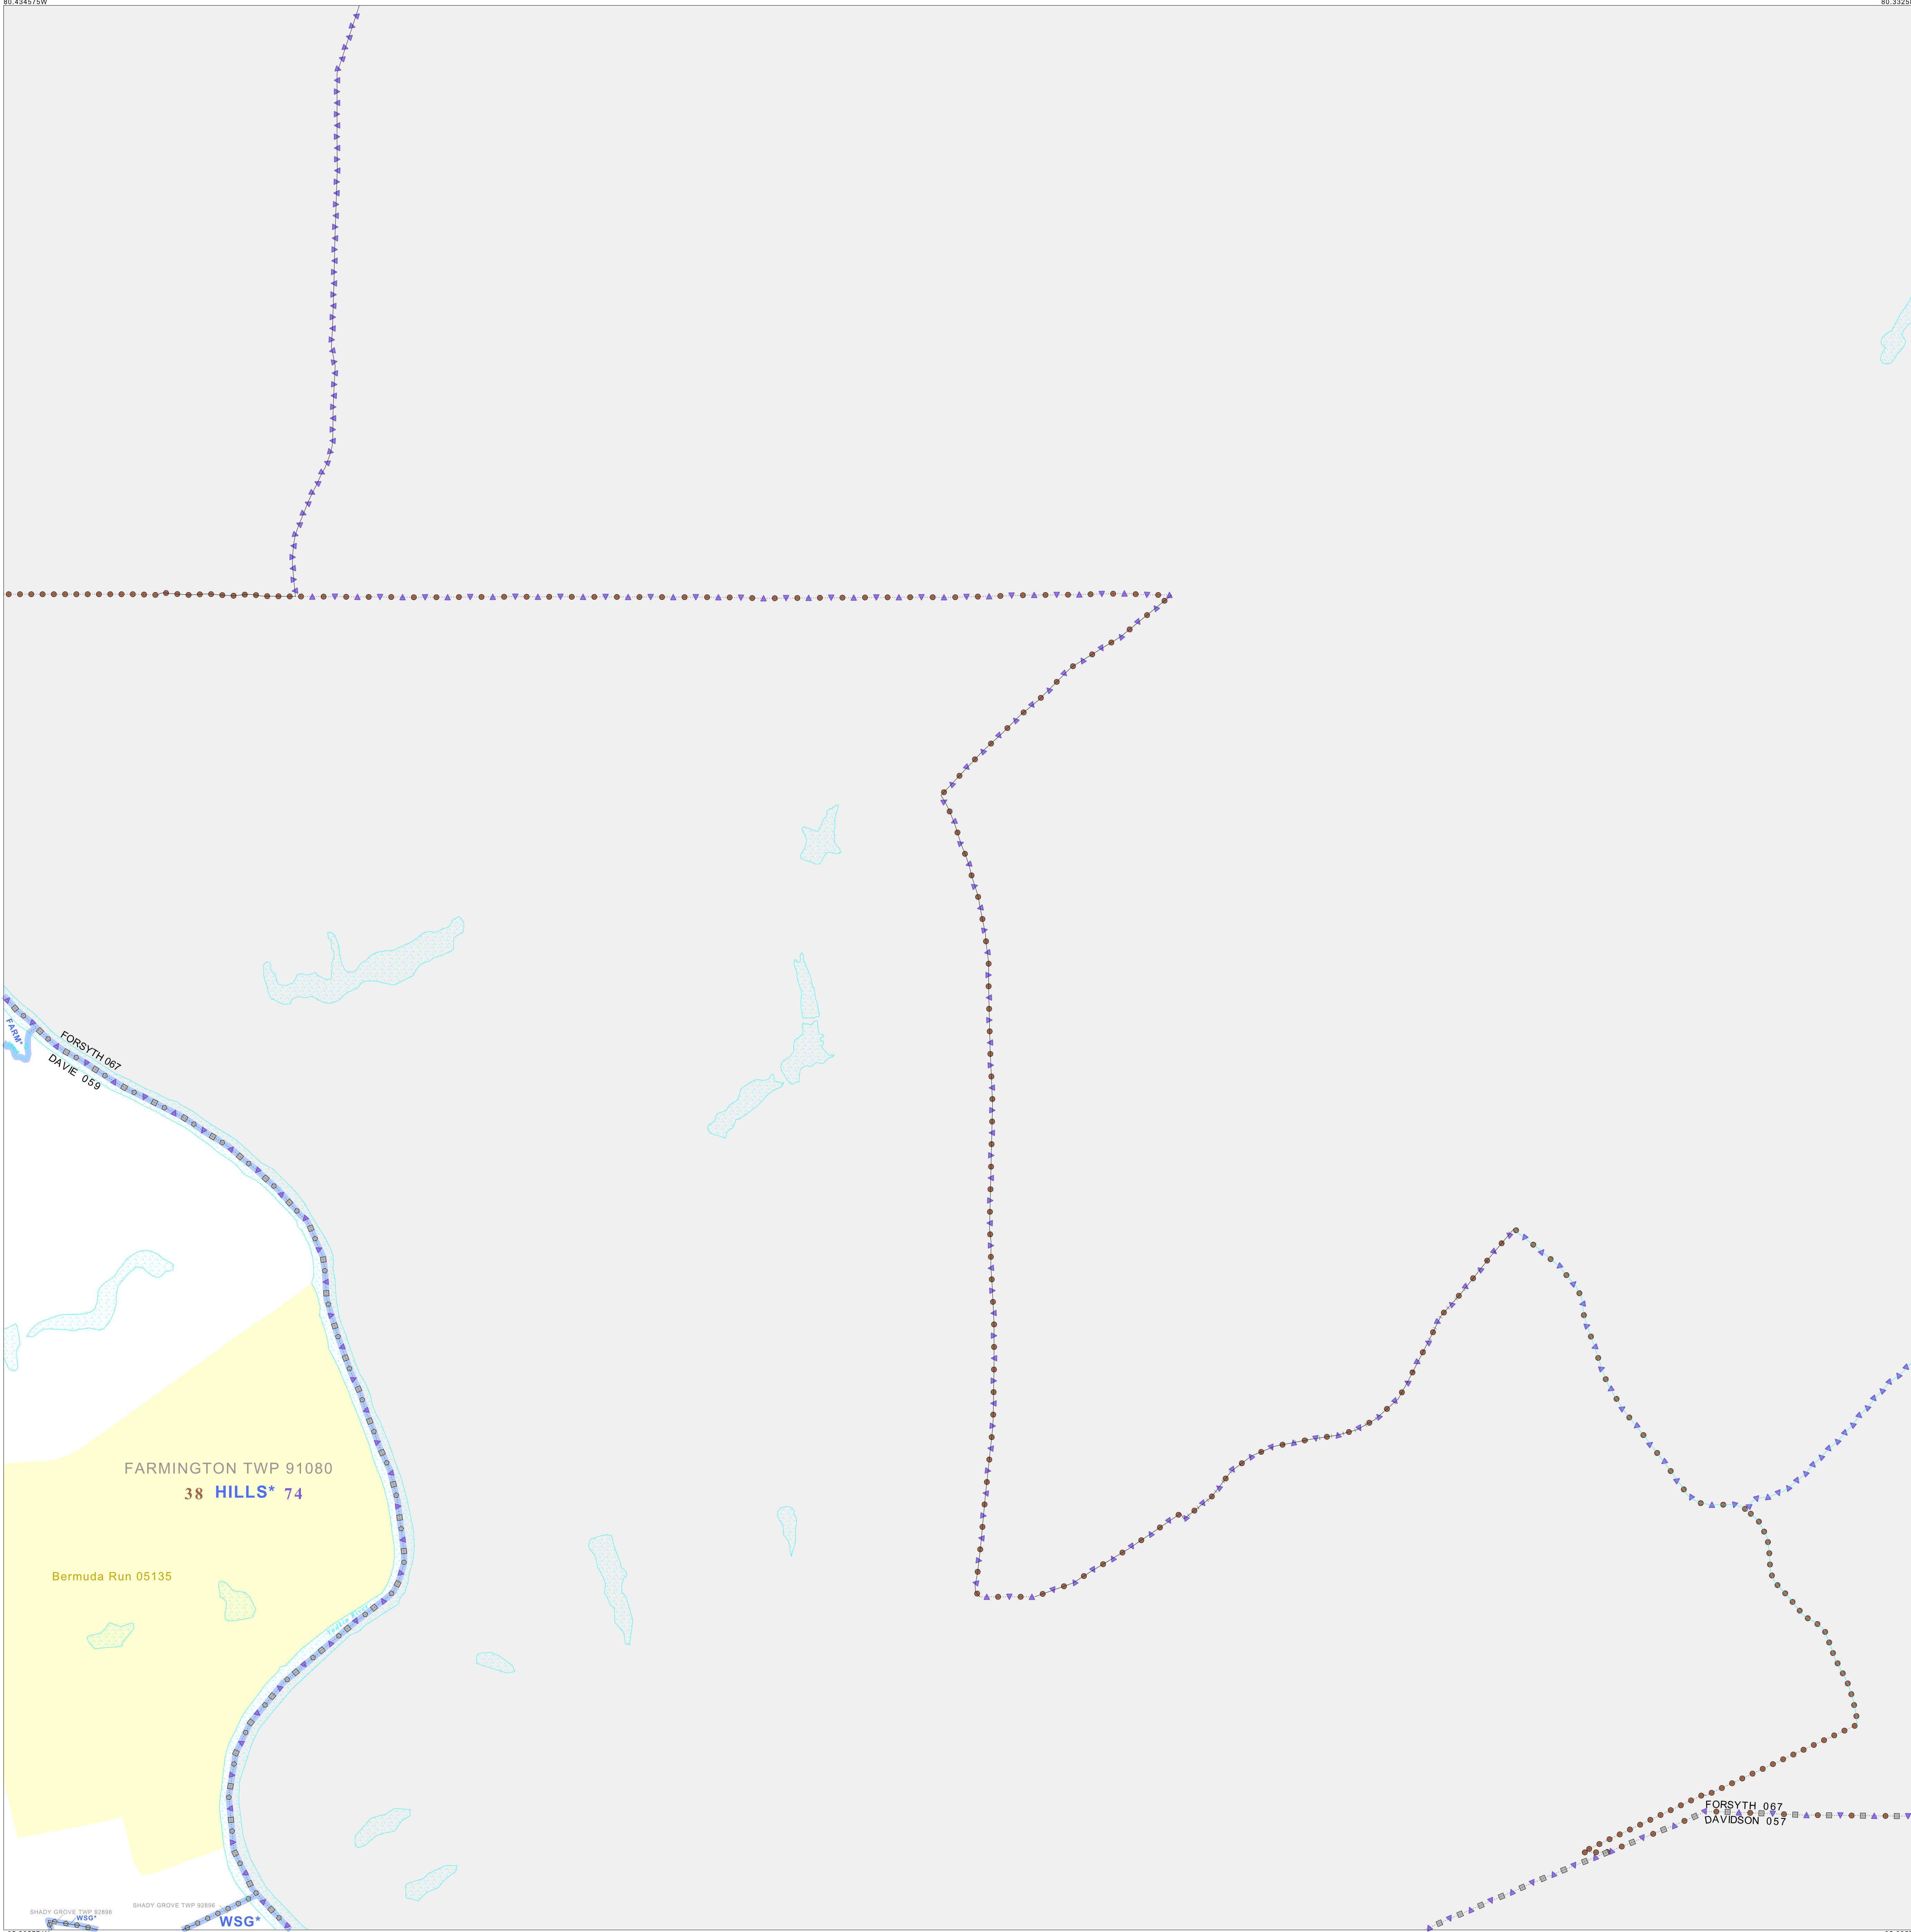 80.434575W
FORSYTH 067
FARM*
DAVIE 059
FARMINGTON TWP 91080
38 HILLS* 74
Bermuda Run 05135
FORSYTH 067
DAVIDSON 057
SHADY GROVE TWP 92896
SHADY GROVE TWP 92896
WSG*
WSG*